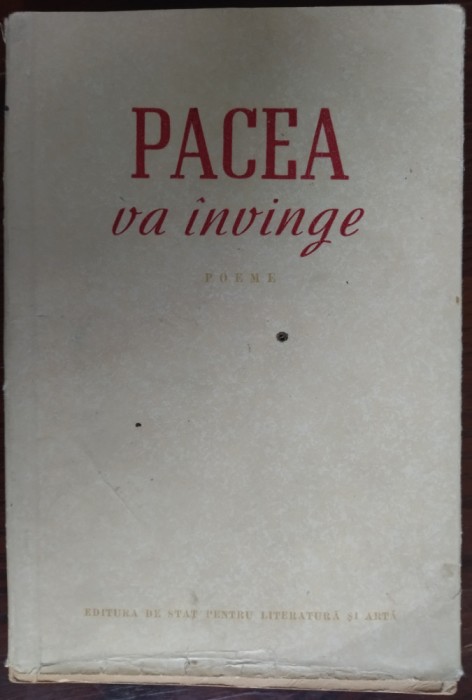 PACEA
va învinge
POEME
EDITURA DE STAT PENTRU LITERATURĂ ŞI ARTĂ